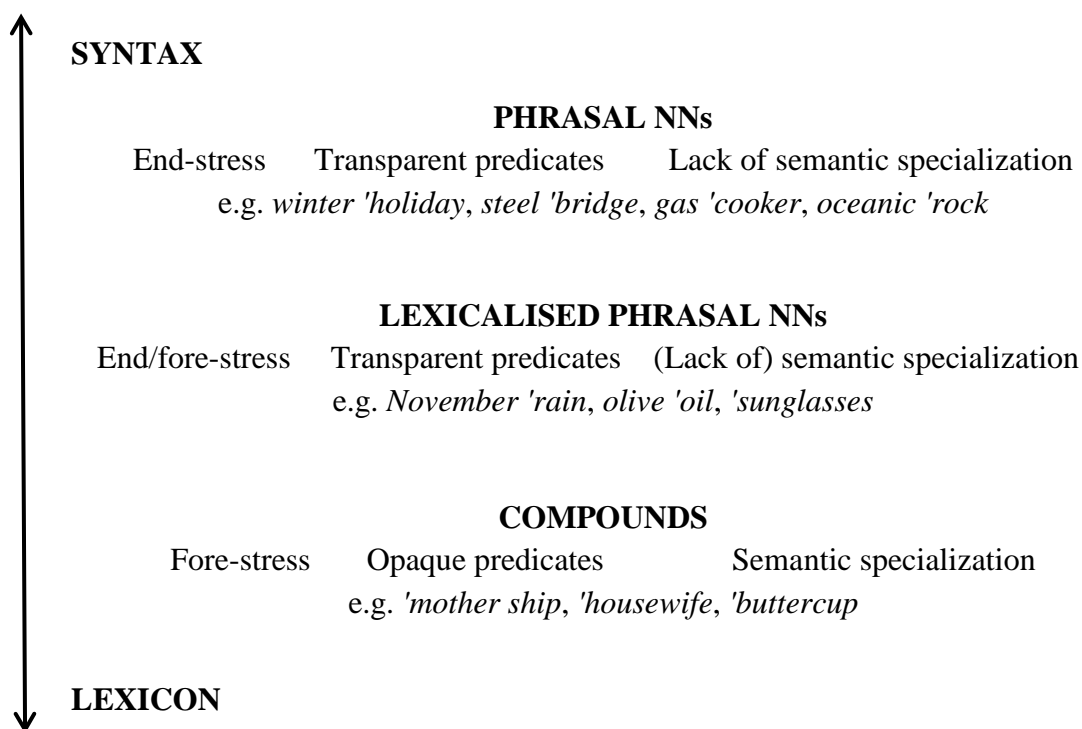 SYNTAX
PHRASAL NNs
End-stress Transparent predicates Lack of semantic specialization
e.g. winter 'holiday, steel 'bridge, gas 'cooker, oceanic 'rock
LEXICALISED PHRASAL NNs
End/fore-stress Transparent predicates (Lack of) semantic specialization
e.g. November 'rain, olive 'oil, 'sunglasses
COMPOUNDS
Fore-stress Opaque predicates Semantic specialization
e.g. 'mother ship, 'housewife, 'buttercup
LEXICON